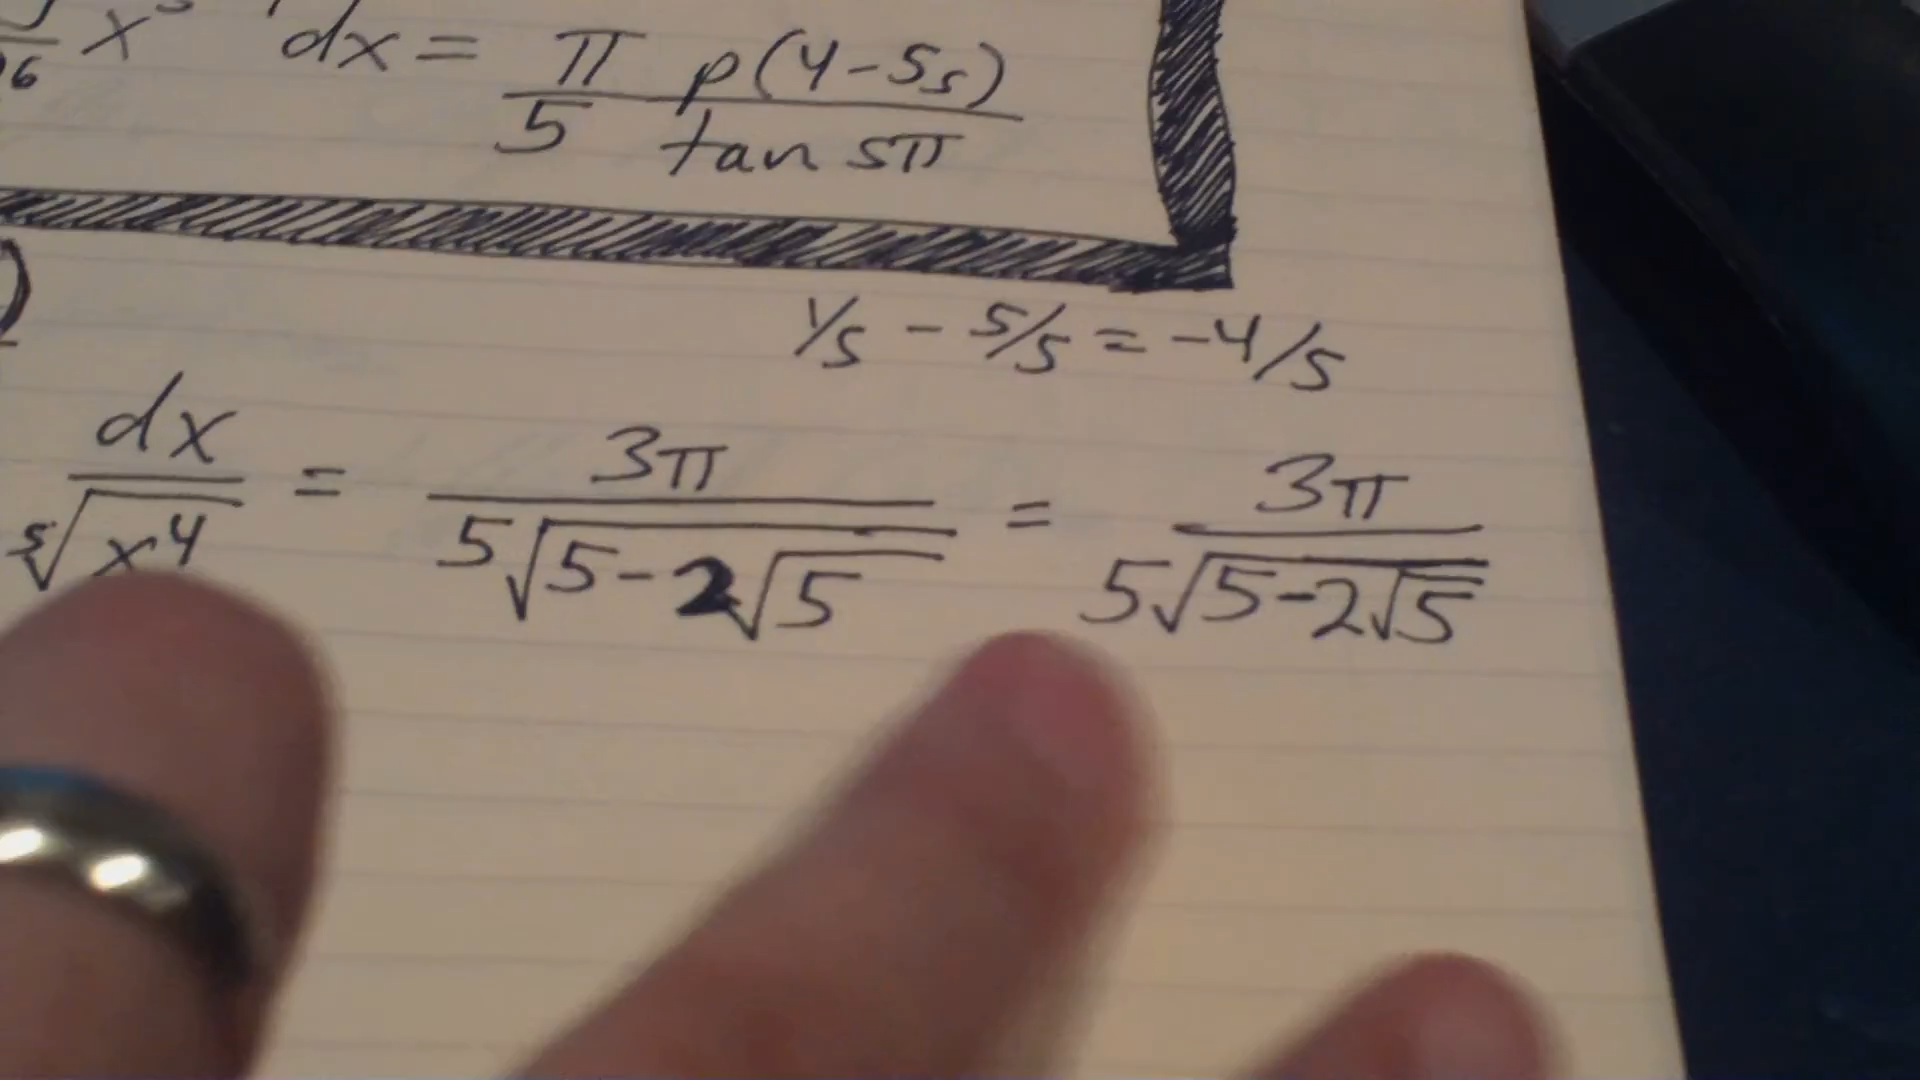 x dx = π/5 p(4-5s)/tan sπ
1/5 - 5/5 = -4/5
dx/⁵√x⁴ = 3π/5√(5-2√5) = 3π/5√(5-2√5)